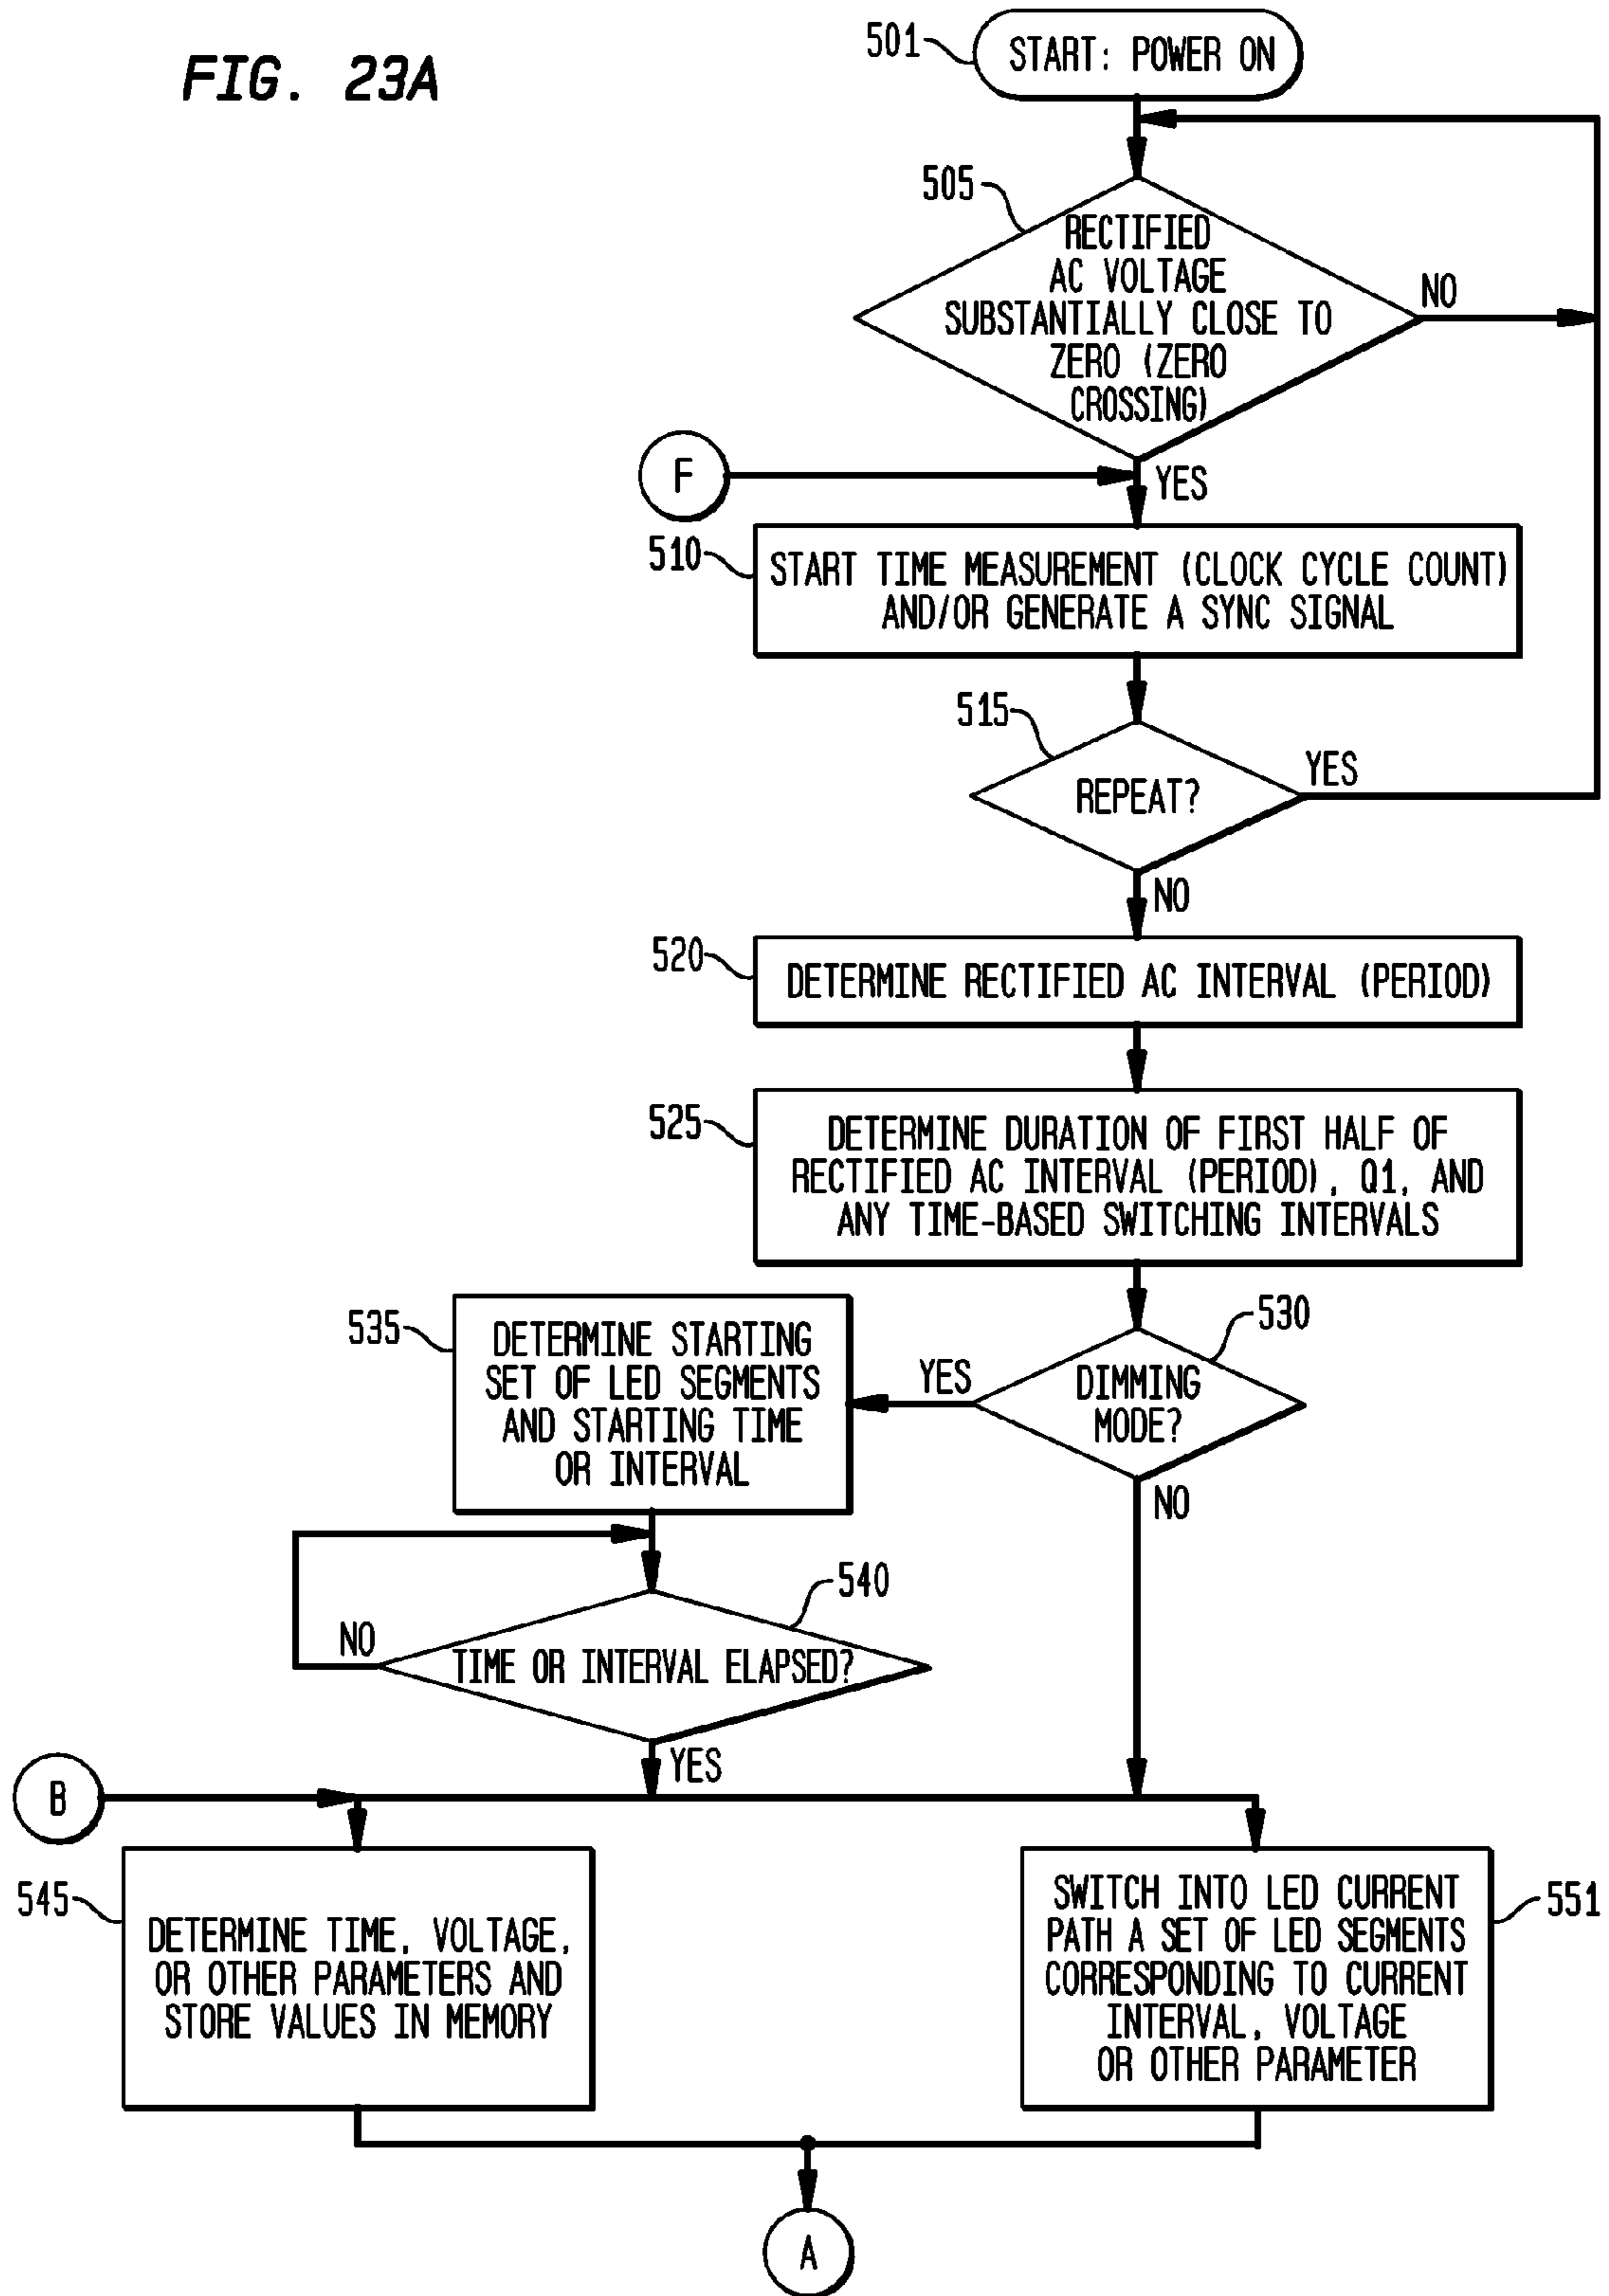 FIG. 23A
501
START: POWER ON
505
RECTIFIED
AC VOLTAGE
SUBSTANTIALLY CLOSE TO
ZERO (ZERO
CROSSING)
NO
F
YES
510
START TIME MEASUREMENT (CLOCK CYCLE COUNT)
AND/OR GENERATE A SYNC SIGNAL
515
REPEAT?
YES
NO
520
DETERMINE RECTIFIED AC INTERVAL (PERIOD)
525
DETERMINE DURATION OF FIRST HALF OF
RECTIFIED AC INTERVAL (PERIOD), Q1, AND
ANY TIME-BASED SWITCHING INTERVALS
530
DIMMING
MODE?
YES
NO
535
DETERMINE STARTING
SET OF LED SEGMENTS
AND STARTING TIME
OR INTERVAL
540
TIME OR INTERVAL ELAPSED?
NO
YES
B
545
DETERMINE TIME, VOLTAGE,
OR OTHER PARAMETERS AND
STORE VALUES IN MEMORY
551
SWITCH INTO LED CURRENT
PATH A SET OF LED SEGMENTS
CORRESPONDING TO CURRENT
INTERVAL, VOLTAGE
OR OTHER PARAMETER
A